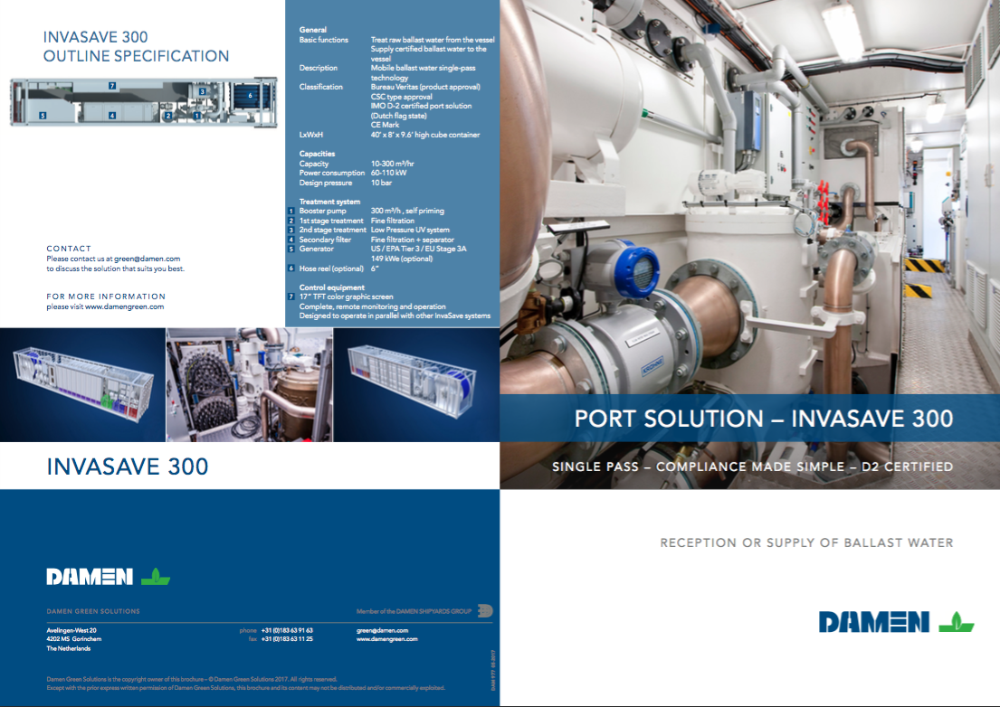 INVASAVE 300
OUTLINE SPECIFICATION
7
3
6
5
4
2
1
CONTACT
Please contact us at green@damen.com
to discuss the solution that suits you best.
FOR MORE INFORMATION
please visit www.damengreen.com
General
Basic functions Treat raw ballast water from the vessel
Supply certified ballast water to the
vessel
Description Mobile ballast water single-pass
technology
Classification Bureau Veritas (product approval)
CSC type approval
IMO D-2 certified port solution
(Dutch flag state)
CE Mark
LxWxH 40’ x 8’ x 9.6’ high cube container
Capacities
Capacity 10-300 m³/hr
Power consumption 60-110 kW
Design pressure 10 bar
Treatment system
1 Booster pump 300 m³/h , self priming
2 1st stage treatment Fine filtration
3 2nd stage treatment Low Pressure UV system
4 Secondary filter Fine filtration + separator
5 Generator US / EPA Tier 3 / EU Stage 3A
149 kWe (optional)
6 Hose reel (optional) 6”
Control equipment
7 17” TFT color graphic screen
Complete, remote monitoring and operation
Designed to operate in parallel with other InvaSave systems
INVASAVE 300
DAMEN
DAMEN GREEN SOLUTIONS Member of the DAMEN SHIPYARDS GROUP
Avelingen-West 20 phone +31 (0)183 63 91 63 green@damen.com
4202 MS Gorinchem fax +31 (0)183 63 11 25 www.damengreen.com
The Netherlands
Damen Green Solutions is the copyright owner of this brochure – © Damen Green Solutions 2017. All rights reserved.
Except with the prior express written permission of Damen Green Solutions, this brochure and its content may not be distributed and/or commercially exploited.
PORT SOLUTION – INVASAVE 300
SINGLE PASS – COMPLIANCE MADE SIMPLE – D2 CERTIFIED
RECEPTION OR SUPPLY OF BALLAST WATER
DAMEN